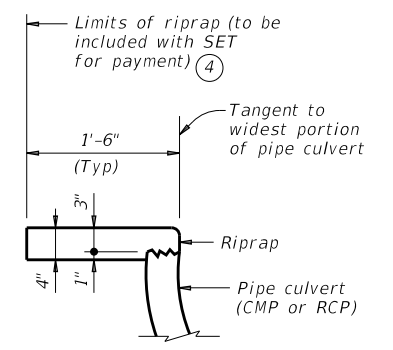 Limits of riprap (to be
included with SET
for payment) 4
Tangent to
widest portion
of pipe culvert
1'-6"
(Typ)
3"
Riprap
4"
1"
Pipe culvert
(CMP or RCP)